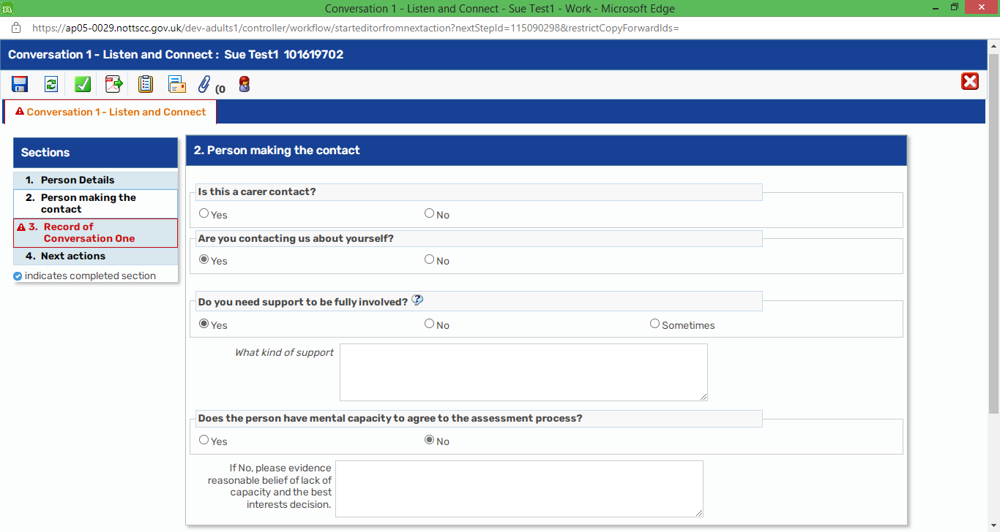 Conversation 1 - Listen and Connect - Sue Test1 - Work - Microsoft Edge
https://ap05-0029.nottscc.gov.uk/dev-adults1/controller/workflow/starteditorfromnextaction?nextStepId=115090298&restrictCopyForwardIds=
Conversation 1 - Listen and Connect : Sue Test1 101619702
(0
Conversation 1 - Listen and Connect
Sections
1. Person Details
2. Person making the
contact
3. Record of
Conversation One
4. Next actions
indicates completed section
2. Person making the contact
Is this a carer contact?
Yes No
Are you contacting us about yourself?
Yes No
Do you need support to be fully involved?
Yes No Sometimes
What kind of support
Does the person have mental capacity to agree to the assessment process?
Yes No
If No, please evidence
reasonable belief of lack of
capacity and the best
interests decision.